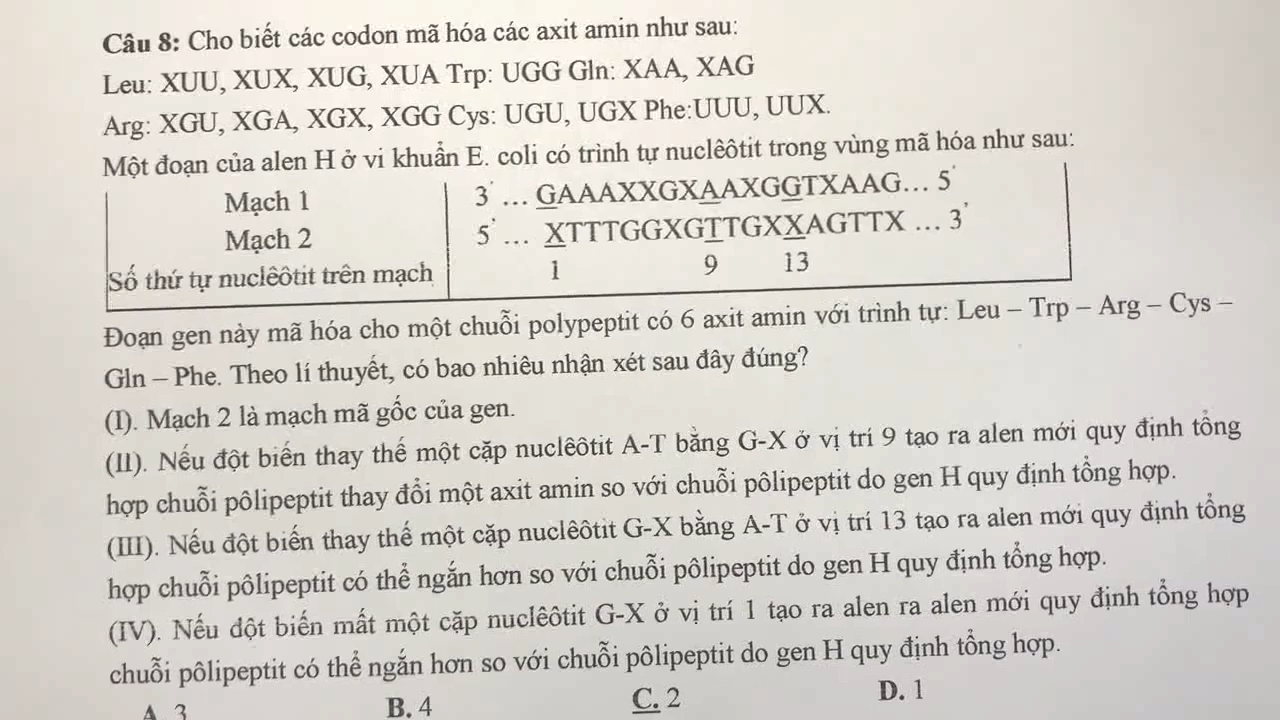 Câu 8: Cho biết các codon mã hóa các axit amin như sau:
Leu: XUU, XUX, XUG, XUA Trp: UGG Gln: XAA, XAG
Arg: XGU, XGA, XGX, XGG Cys: UGU, UGX Phe:UUU, UUX.
Một đoạn của alen H ở vi khuẩn E. coli có trình tự nuclêôtit trong vùng mã hóa như sau:
Mạch 1 3' ... GAAAXXGXAAXGGTXAAG... 5'
Mạch 2 5' ... XTTTGGXGTTGXXAGTTX ... 3'
Số thứ tự nuclêôtit trên mạch 1 9 13
Đoạn gen này mã hóa cho một chuỗi polypeptit có 6 axit amin với trình tự: Leu – Trp – Arg – Cys –
Gln – Phe. Theo lí thuyết, có bao nhiêu nhận xét sau đây đúng?
(I). Mạch 2 là mạch mã gốc của gen.
(II). Nếu đột biến thay thế một cặp nuclêôtit A-T bằng G-X ở vị trí 9 tạo ra alen mới quy định tổng
hợp chuỗi pôlipeptit thay đổi một axit amin so với chuỗi pôlipeptit do gen H quy định tổng hợp.
(III). Nếu đột biến thay thế một cặp nuclêôtit G-X bằng A-T ở vị trí 13 tạo ra alen mới quy định tổng
hợp chuỗi pôlipeptit có thể ngắn hơn so với chuỗi pôlipeptit do gen H quy định tổng hợp.
(IV). Nếu đột biến mất một cặp nuclêôtit G-X ở vị trí 1 tạo ra alen ra alen mới quy định tổng hợp
chuỗi pôlipeptit có thể ngắn hơn so với chuỗi pôlipeptit do gen H quy định tổng hợp.
A. 3 B. 4 C. 2 D. 1